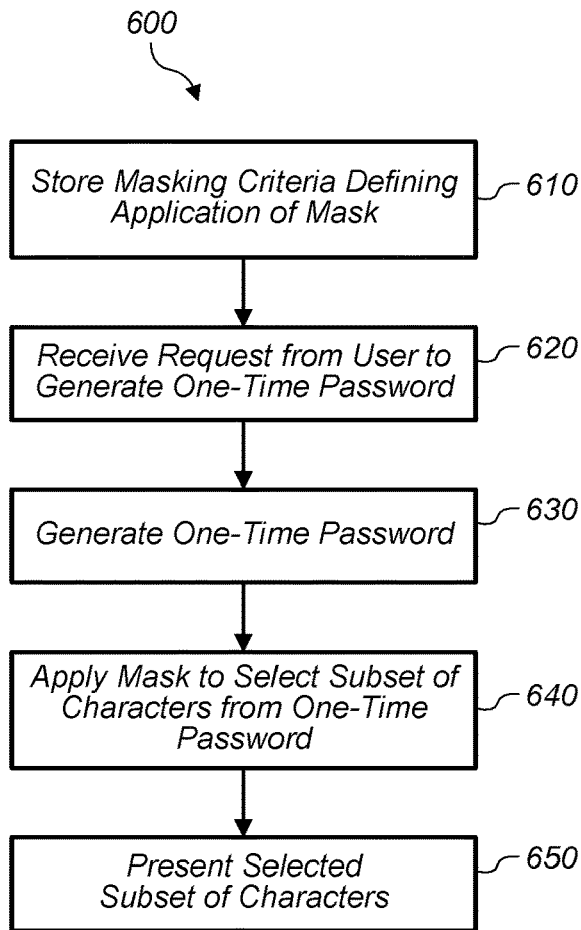 600
Store Masking Criteria Defining
Application of Mask
610
Receive Request from User to
Generate One-Time Password
620
Generate One-Time Password
630
Apply Mask to Select Subset of
Characters from One-Time
Password
640
Present Selected
Subset of Characters
650